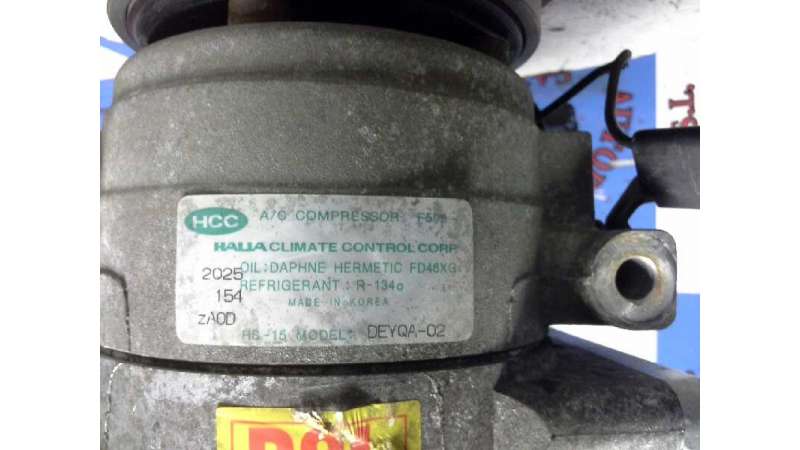 HCC A/C COMPRESSOR F500
HALLA CLIMATE CONTROL CORP.
OIL: DAPHNE HERMETIC FD46XG
REFRIGERANT: R-134a
MADE IN KOREA
2025
154
zA0D
HS-15 MODEL: DEYQA-02